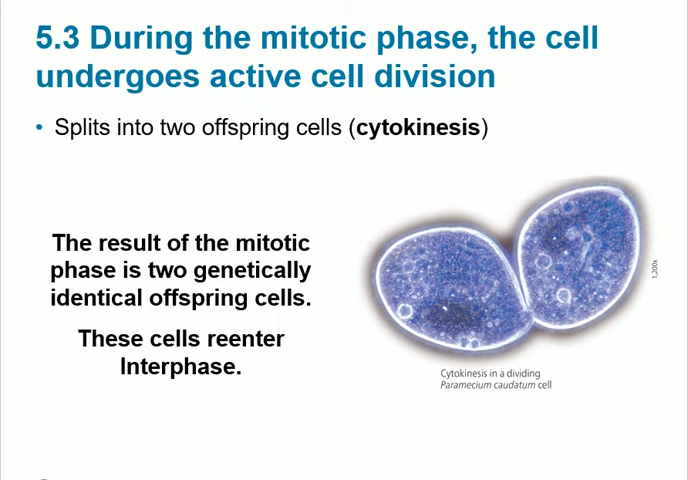 5.3 During the mitotic phase, the cell
undergoes active cell division
• Splits into two offspring cells (cytokinesis)
The result of the mitotic
phase is two genetically
identical offspring cells.
These cells reenter
Interphase.
1,200x
Cytokinesis in a dividing
Paramecium caudatum cell